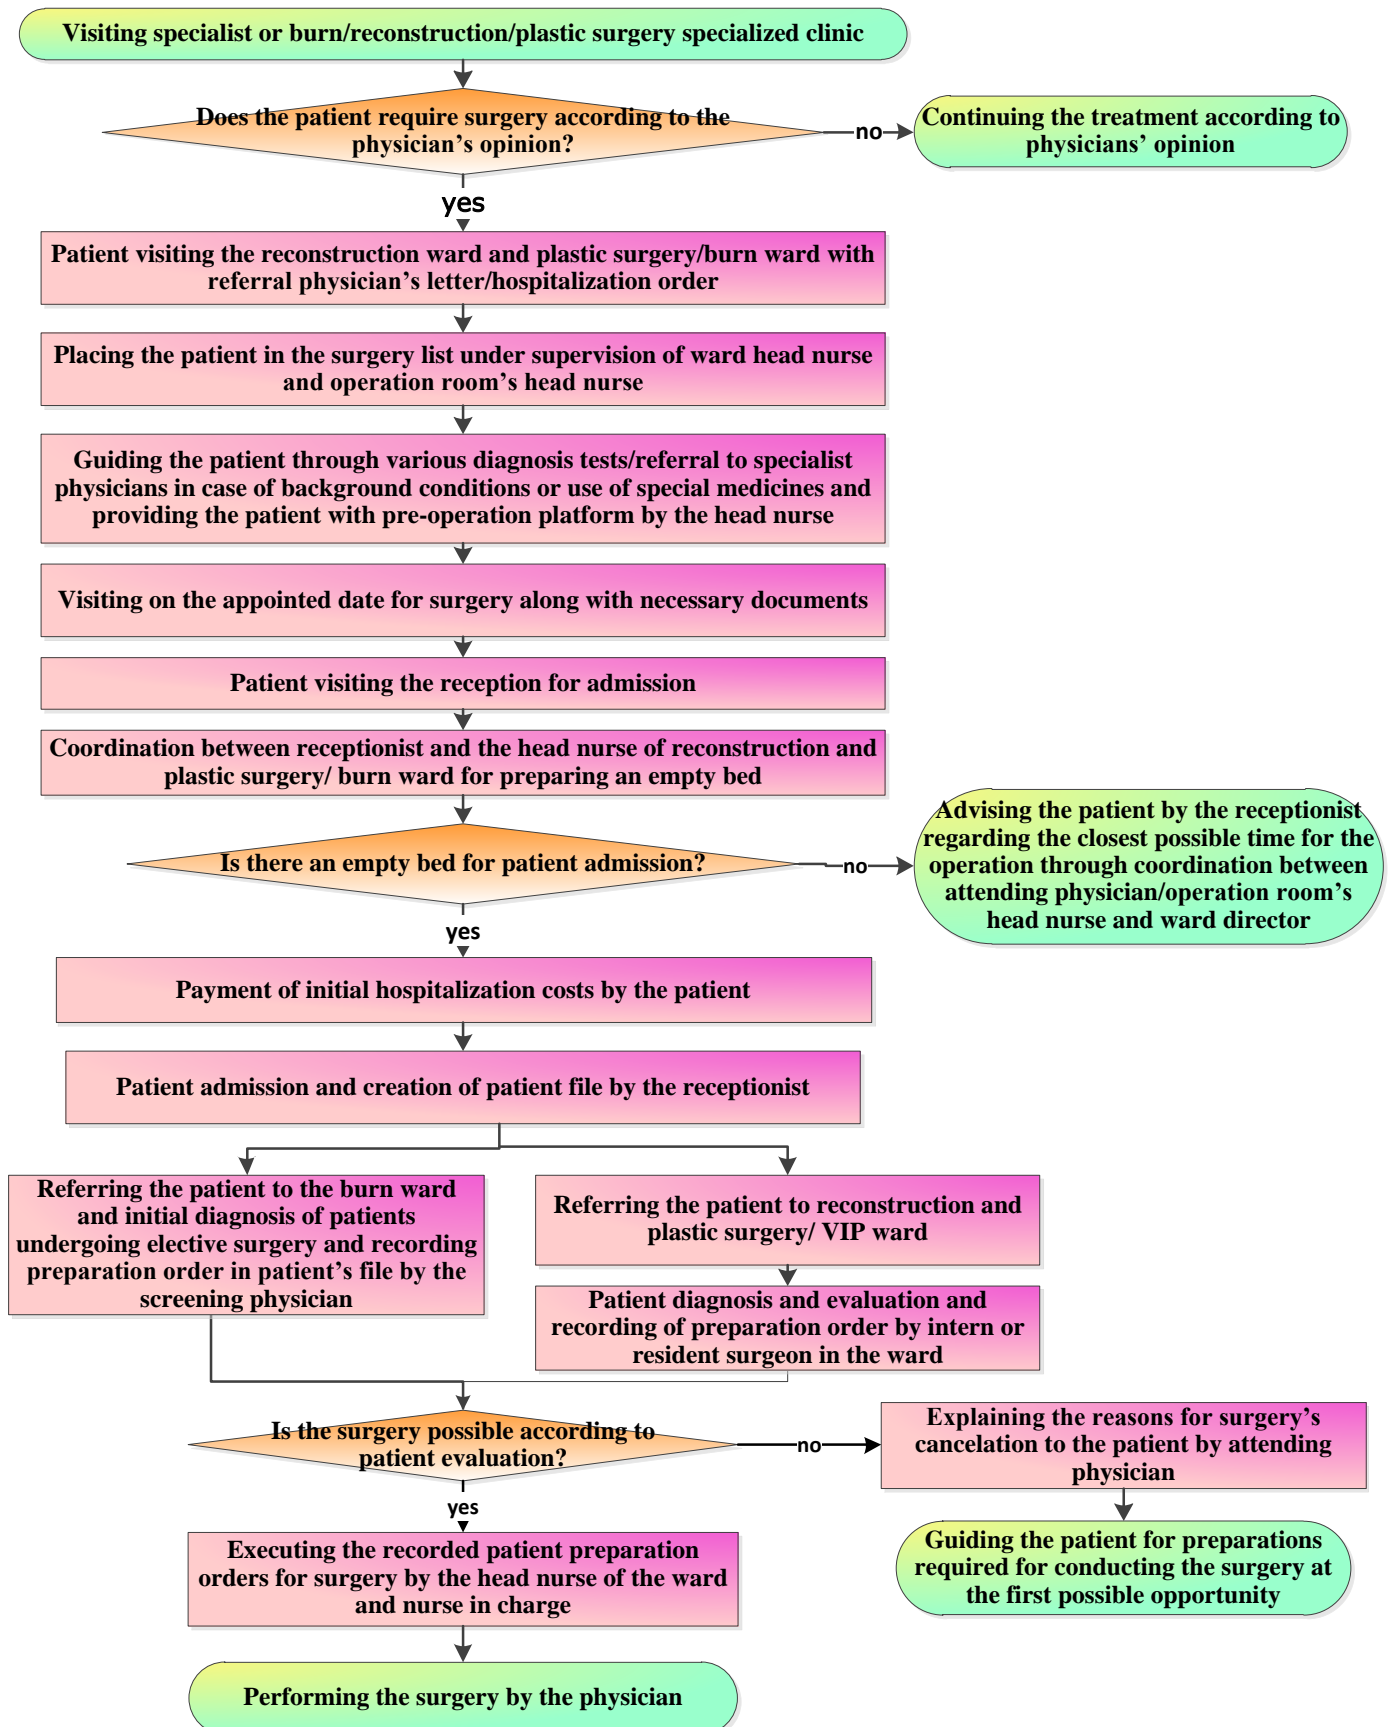 Visiting specialist or burn/reconstruction/plastic surgery specialized clinic
Does the patient require surgery according to the
physician’s opinion?
no
Continuing the treatment according to
physicians’ opinion
yes
Patient visiting the reconstruction ward and plastic surgery/burn ward with
referral physician’s letter/hospitalization order
Placing the patient in the surgery list under supervision of ward head nurse
and operation room’s head nurse
Guiding the patient through various diagnosis tests/referral to specialist
physicians in case of background conditions or use of special medicines and
providing the patient with pre-operation platform by the head nurse
Visiting on the appointed date for surgery along with necessary documents
Patient visiting the reception for admission
Coordination between receptionist and the head nurse of reconstruction and
plastic surgery/ burn ward for preparing an empty bed
Is there an empty bed for patient admission?
no
Advising the patient by the receptionist
regarding the closest possible time for the
operation through coordination between
attending physician/operation room’s
head nurse and ward director
yes
Payment of initial hospitalization costs by the patient
Patient admission and creation of patient file by the receptionist
Referring the patient to the burn ward
and initial diagnosis of patients
undergoing elective surgery and recording
preparation order in patient’s file by the
screening physician
Referring the patient to reconstruction and
plastic surgery/ VIP ward
Patient diagnosis and evaluation and
recording of preparation order by intern or
resident surgeon in the ward
Is the surgery possible according to
patient evaluation?
no
Explaining the reasons for surgery’s
cancelation to the patient by attending
physician
Guiding the patient for preparations
required for conducting the surgery at
the first possible opportunity
yes
Executing the recorded patient preparation
orders for surgery by the head nurse of the ward
and nurse in charge
Performing the surgery by the physician